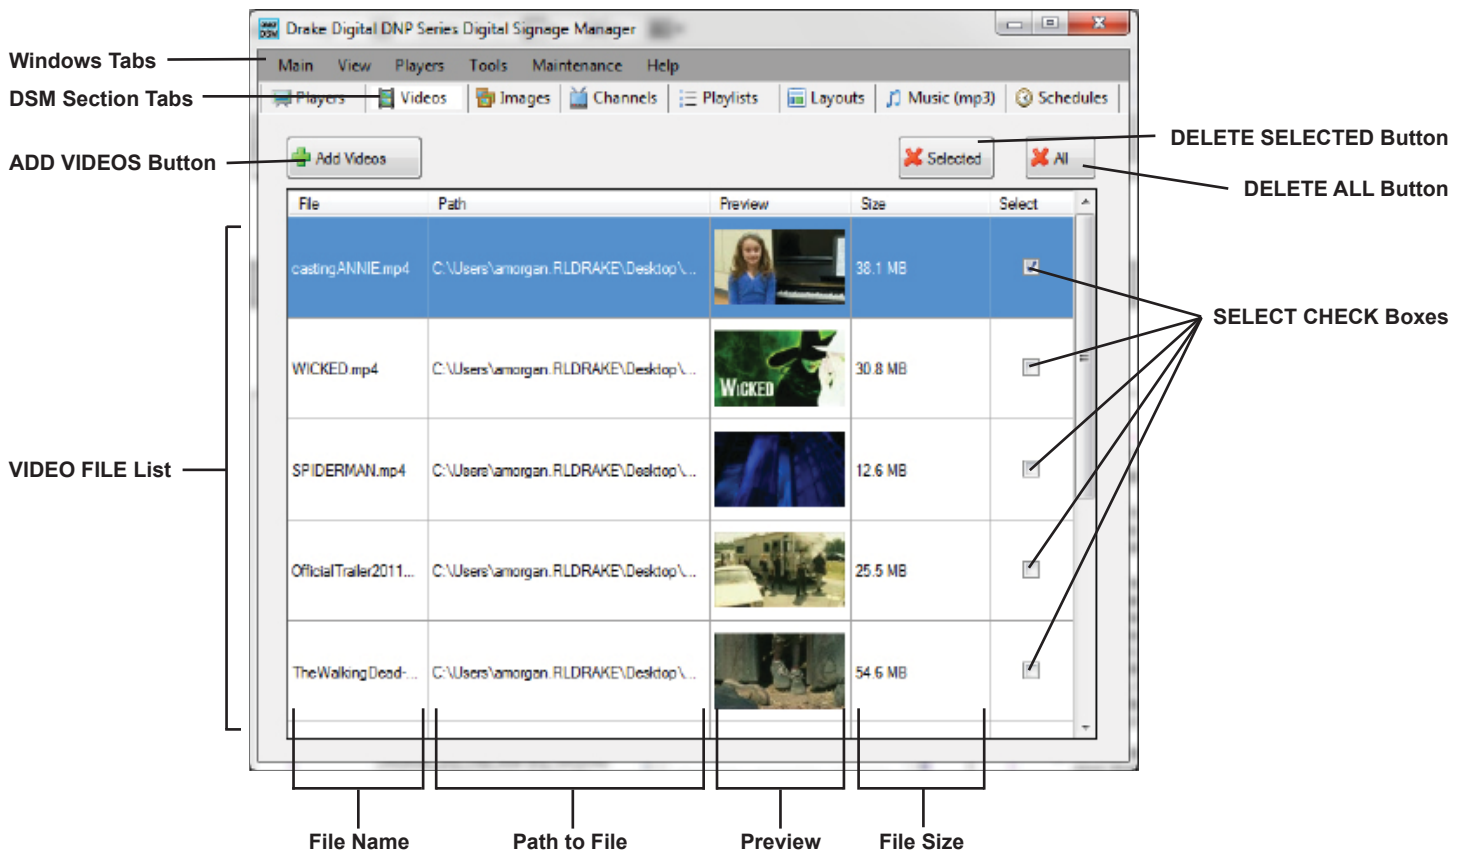 DSM
Drake Digital DNP Series Digital Signage Manager
Windows Tabs
Main View Players Tools Maintenance Help
DSM Section Tabs
Players Videos Images Channels Playlists Layouts Music (mp3) Schedules
ADD VIDEOS Button
Add Videos
Selected
All
DELETE SELECTED Button
DELETE ALL Button
File Path Preview Size Select
castingANNIE.mp4 C:\Users\amorgan.RLDRAKE\Desktop\... 38.1 MB
SELECT CHECK Boxes
WICKED.mp4 C:\Users\amorgan.RLDRAKE\Desktop\... 30.8 MB
WICKED
VIDEO FILE List
SPIDERMAN.mp4 C:\Users\amorgan.RLDRAKE\Desktop\... 12.6 MB
OfficialTrailer2011... C:\Users\amorgan.RLDRAKE\Desktop\... 25.5 MB
TheWalkingDead-... C:\Users\amorgan.RLDRAKE\Desktop\... 54.6 MB
File Name Path to File Preview File Size